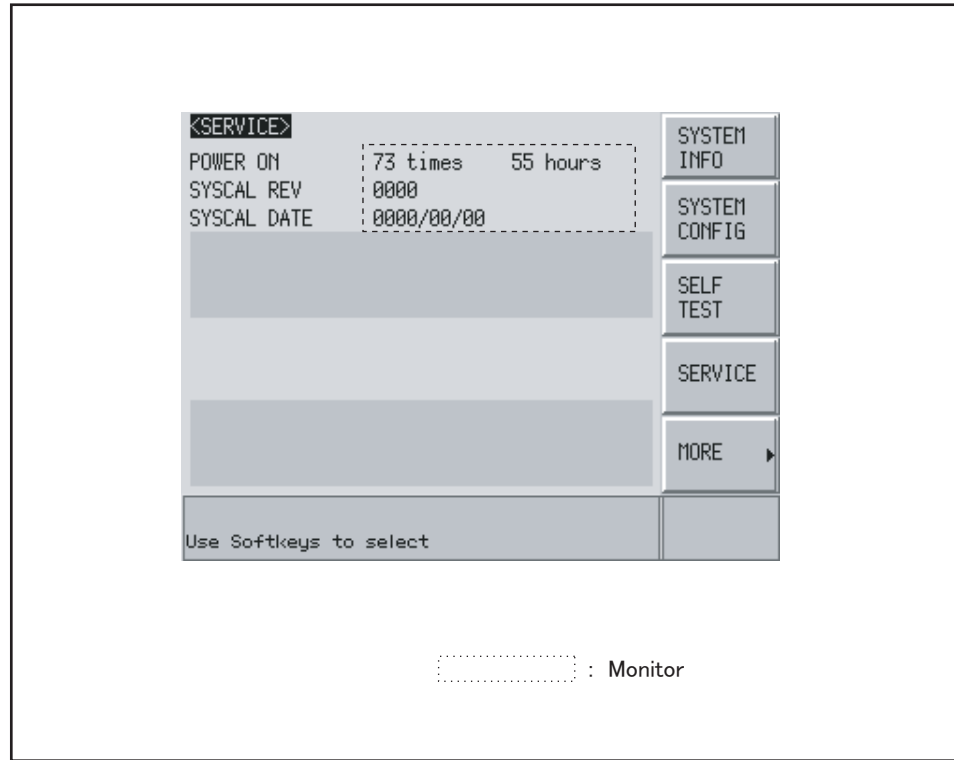 <SERVICE>
POWER ON 73 times 55 hours
SYSCAL REV 0000
SYSCAL DATE 0000/00/00
SYSTEM
INFO
SYSTEM
CONFIG
SELF
TEST
SERVICE
MORE
Use Softkeys to select
: Monitor